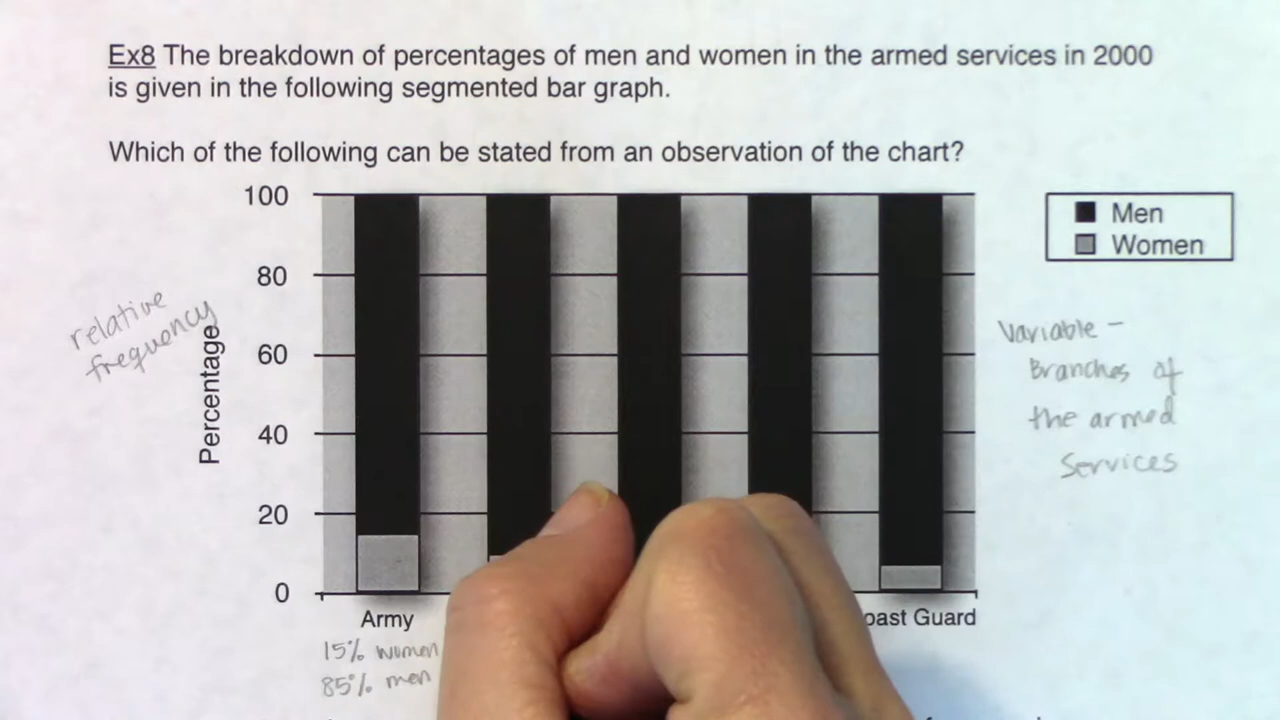 Ex8 The breakdown of percentages of men and women in the armed services in 2000
is given in the following segmented bar graph.
Which of the following can be stated from an observation of the chart?
100
80
60
40
20
0
Percentage
relative
frequency
Men
Women
Variable -
Branches of
the armed
Services
Army
oast Guard
15% women
85% men